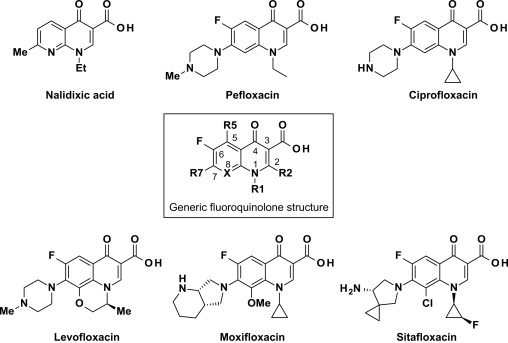 O O
OH
Me N N
Et
Nalidixic acid
O O
F
OH
N N
N
Me
Pefloxacin
O O
F
OH
N N
HN
Ciprofloxacin
R5
O O
F 5 4 3
OH
6
R7 7 X 8 N 1 2 R2
R1
Generic fluoroquinolone structure
O O
F
OH
N N
N
Me O Me
Levofloxacin
O O
F
OH
HN N N
OMe
Moxifloxacin
O O
F
OH
H₂N N N
Cl
F
Sitafloxacin